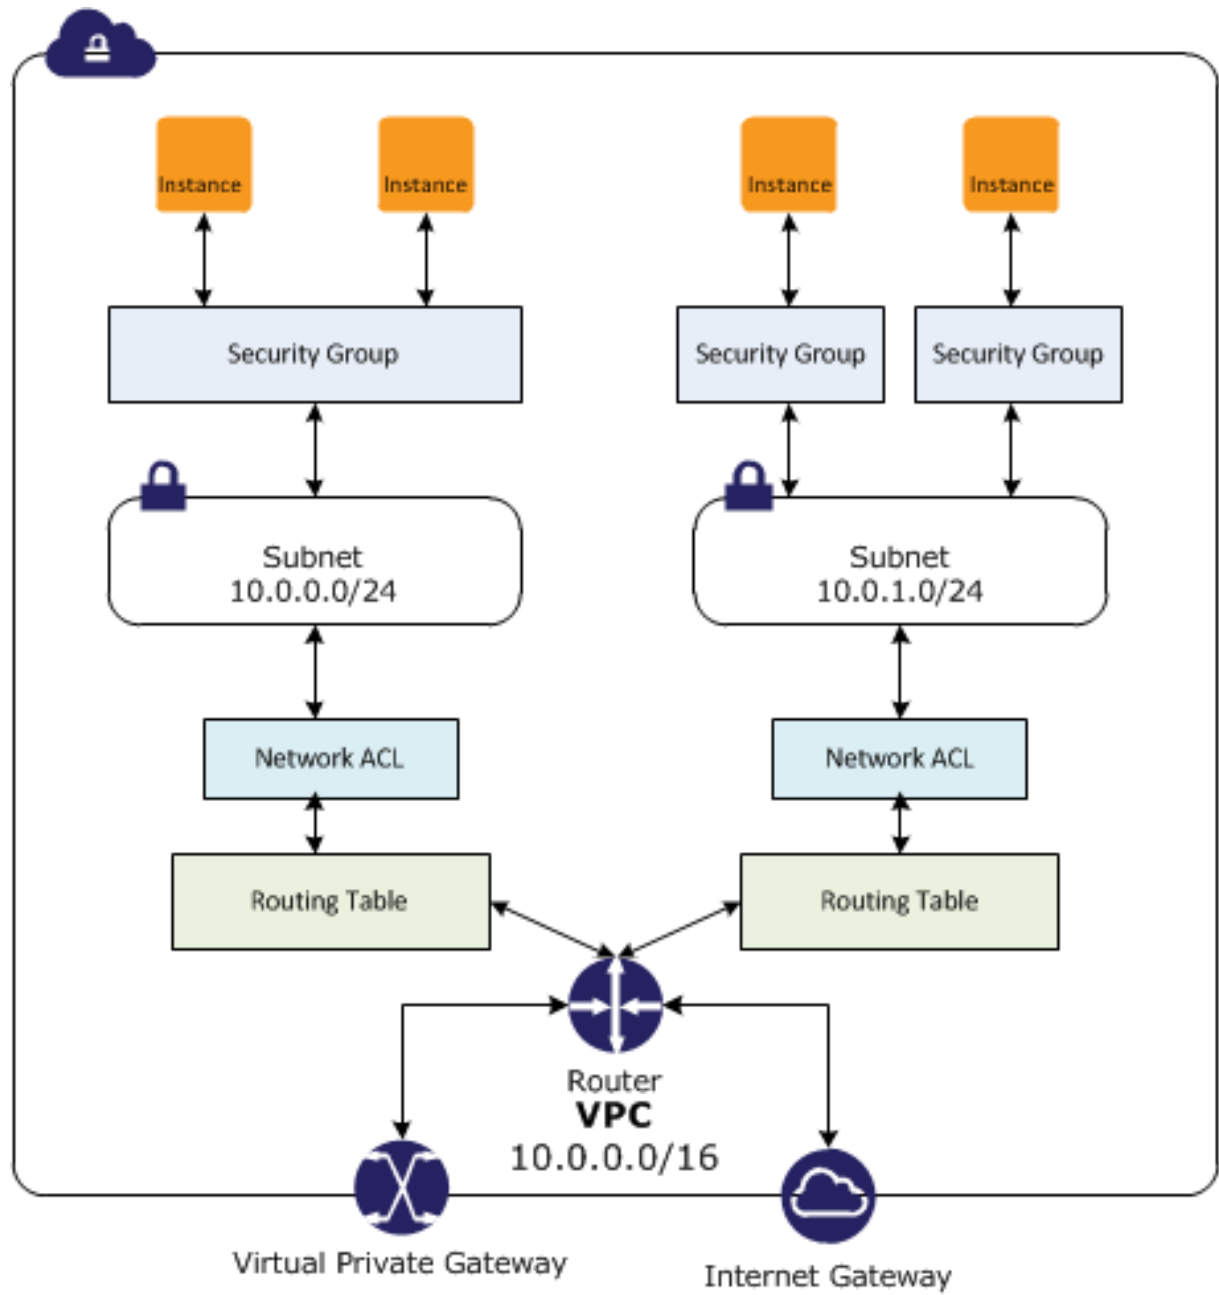 Instance
Instance
Instance
Instance
Security Group
Security Group
Security Group
Subnet
10.0.0.0/24
Subnet
10.0.1.0/24
Network ACL
Network ACL
Routing Table
Routing Table
Router
VPC
10.0.0.0/16
Virtual Private Gateway
Internet Gateway